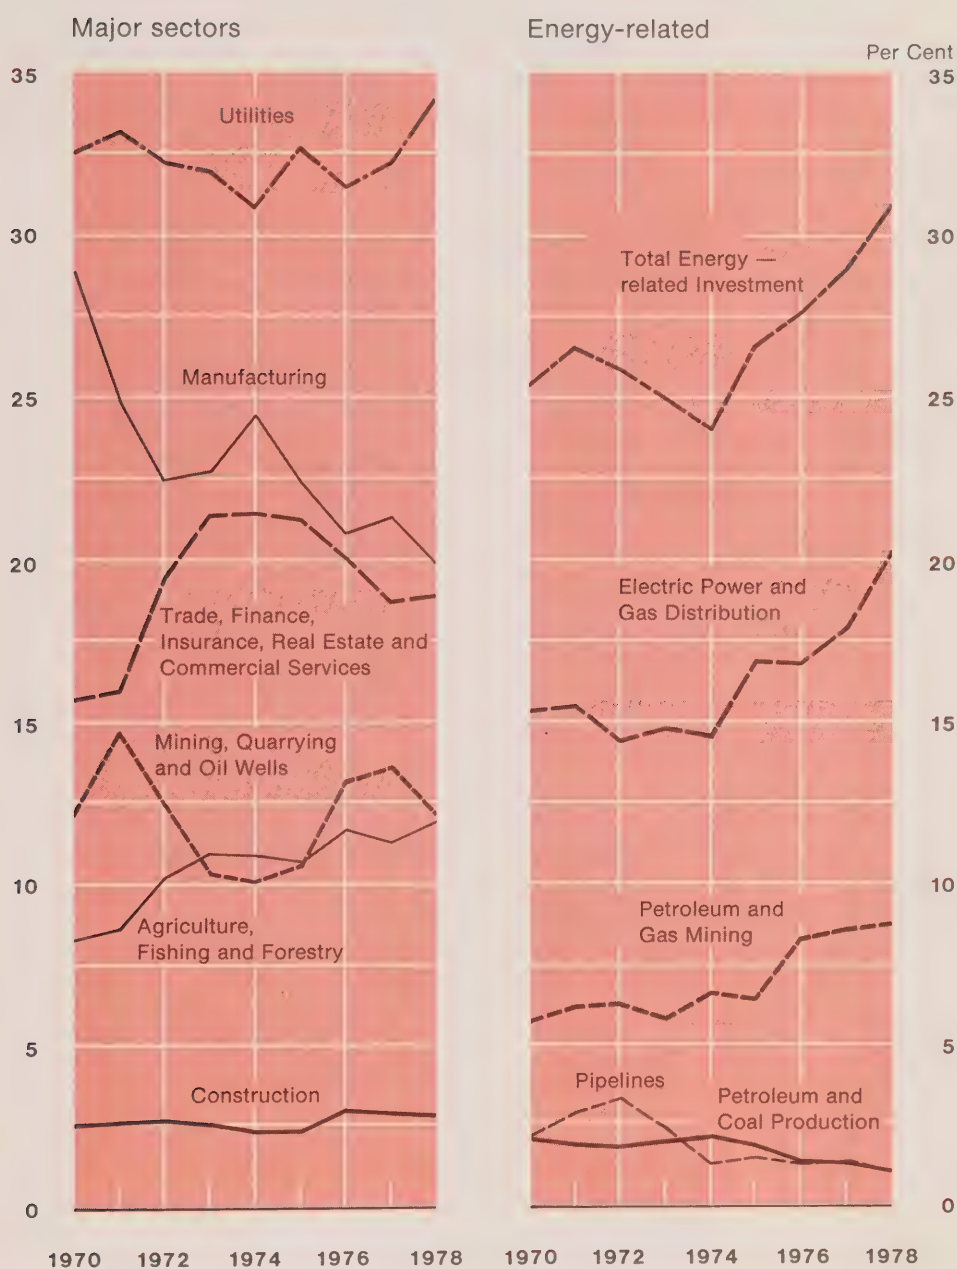 Major sectors
Energy-related
Per Cent
35
30
25
20
15
10
5
0
Utilities
Manufacturing
Trade, Finance,
Insurance, Real Estate and
Commercial Services
Mining, Quarrying
and Oil Wells
Agriculture,
Fishing and Forestry
Construction
1970 1972 1974 1976 1978
Total Energy —
related Investment
Electric Power and
Gas Distribution
Petroleum and
Gas Mining
Pipelines
Petroleum and
Coal Production
35
30
25
20
15
10
5
0
1970 1972 1974 1976 1978